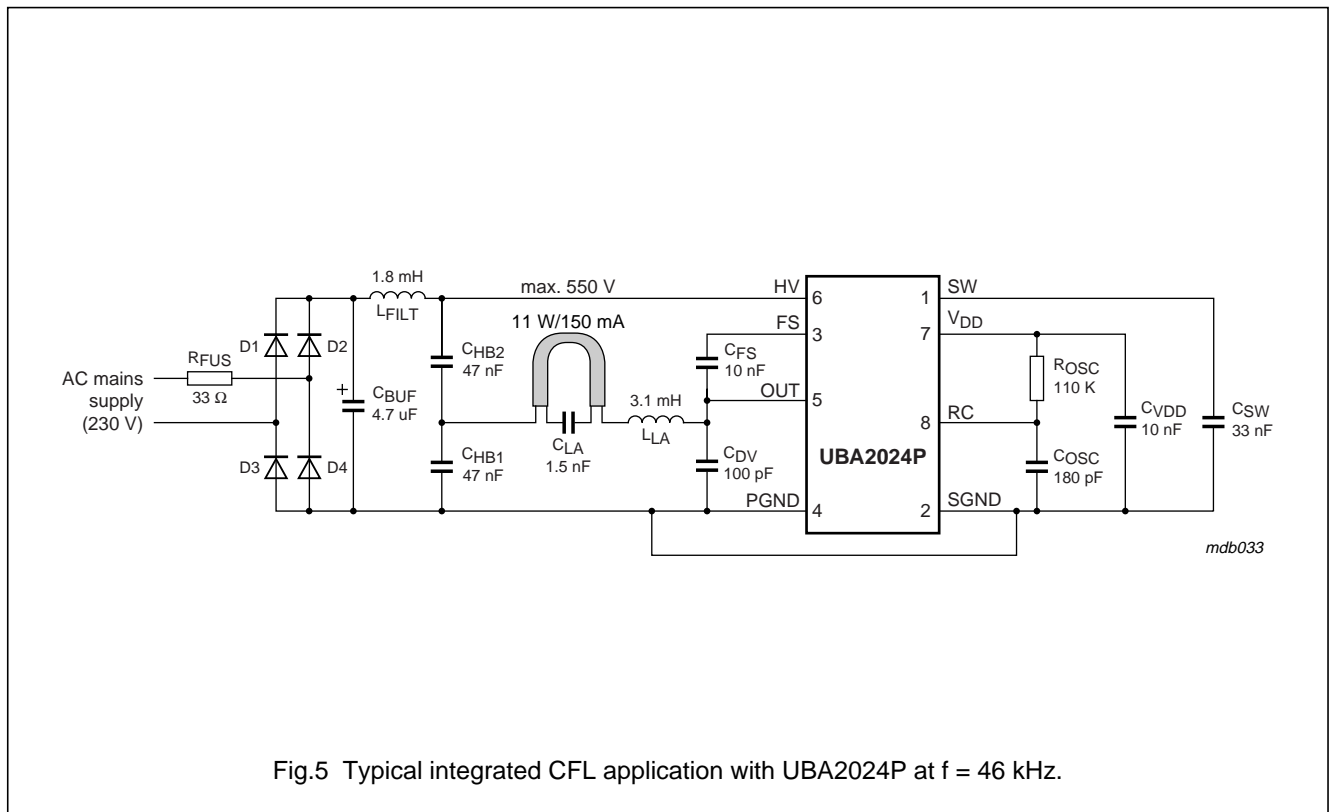 1.8 mH
LFILT
max. 550 V
HV
6
1
SW
FS
3
7
VDD
11 W/150 mA
D1
D2
RFUS
33 Ω
AC mains
supply
(230 V)
CBUF
4.7 uF
+
CHB2
47 nF
CFS
10 nF
ROSC
110 K
OUT
5
3.1 mH
LLA
8
RC
CVDD
10 nF
CSW
33 nF
CLA
1.5 nF
D3
D4
CHB1
47 nF
CDV
100 pF
UBA2024P
COSC
180 pF
PGND
4
2
SGND
mdb033
Fig.5 Typical integrated CFL application with UBA2024P at f = 46 kHz.